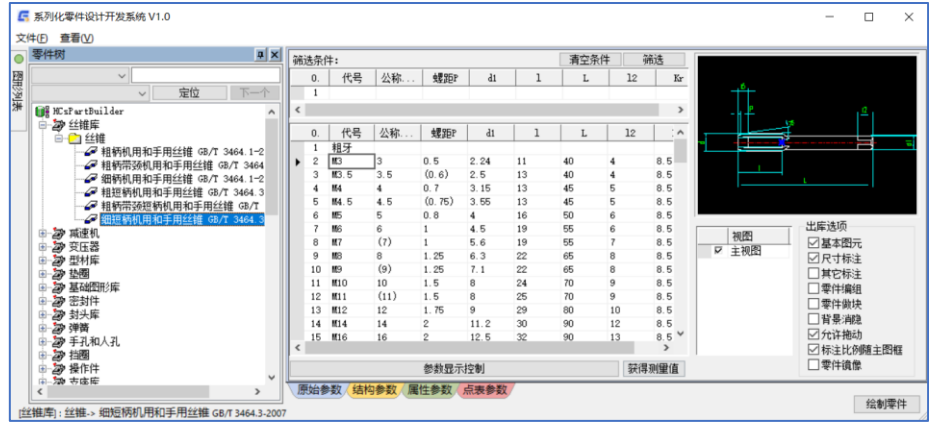 系列化零件设计开发系统 V1.0
文件(F) 查看(V)
零件树
图形列表
定位 下一个
HCsPartBuilder
丝锥库
丝锥
粗柄机用和手用丝锥 GB/T 3464.1-2
粗柄带颈机用和手用丝锥 GB/T 3464
细柄机用和手用丝锥 GB/T 3464.1-2
粗短柄机用和手用丝锥 GB/T 3464.3
粗柄带颈短柄机用和手用丝锥 GB/T
细短柄机用和手用丝锥 GB/T 3464.3
减速机
变压器
型材库
垫圈
基础图形库
密封件
封头库
弹簧
手孔和人孔
挡圈
操作件
支座库
筛选条件: 清空条件 筛选
0. 代号 公称... 螺距P d1 l L l2 Kr
1
0. 代号 公称... 螺距P d1 l L l2
1 粗牙
2 M3 3 0.5 2.24 11 40 4 8.5
3 M3.5 3.5 (0.6) 2.5 13 40 4 8.5
4 M4 4 0.7 3.15 13 45 5 8.5
5 M4.5 4.5 (0.75) 3.55 13 45 5 8.5
6 M5 5 0.8 4 16 50 6 8.5
7 M6 6 1 4.5 19 55 6 8.5
8 M7 (7) 1 5.6 19 55 7 8.5
9 M8 8 1.25 6.3 22 65 8 8.5
10 M9 (9) 1.25 7.1 22 65 8 8.5
11 M10 10 1.5 8 24 70 9 8.5
12 M11 (11) 1.5 8 25 70 9 8.5
13 M12 12 1.75 9 29 80 10 8.5
14 M14 14 2 11.2 30 90 12 8.5
15 M16 16 2 12.5 32 90 13 8.5
参数显示控制 获得测量值
原始参数 结构参数 属性参数 点表参数
l
L
视图
主视图
出库选项
基本图元
尺寸标注
其它标注
零件编组
零件做块
背景消隐
允许拖动
标注比例随主图框
零件镜像
绘制零件
[丝锥库]: 丝锥-> 细短柄机用和手用丝锥 GB/T 3464.3-2007